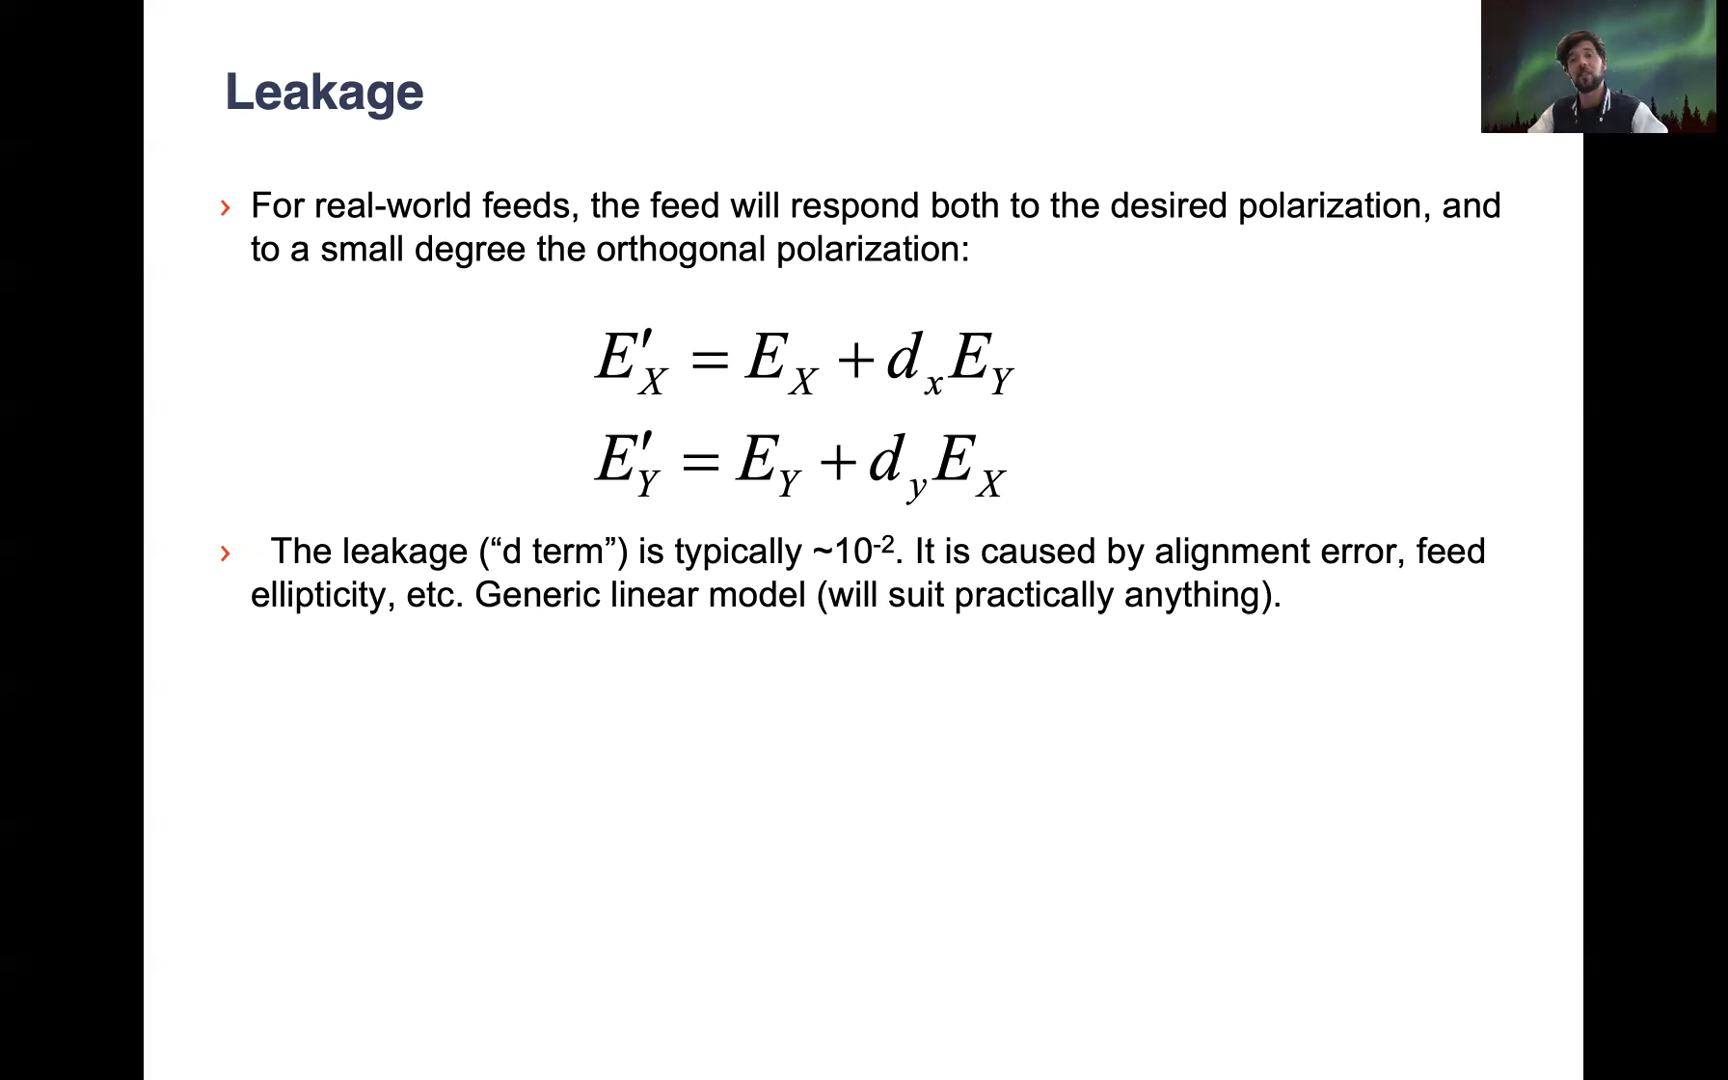 Leakage
› For real-world feeds, the feed will respond both to the desired polarization, and
to a small degree the orthogonal polarization:
E′_X = E_X + d_x E_Y
E′_Y = E_Y + d_y E_X
› The leakage (“d term”) is typically ~10⁻². It is caused by alignment error, feed
ellipticity, etc. Generic linear model (will suit practically anything).